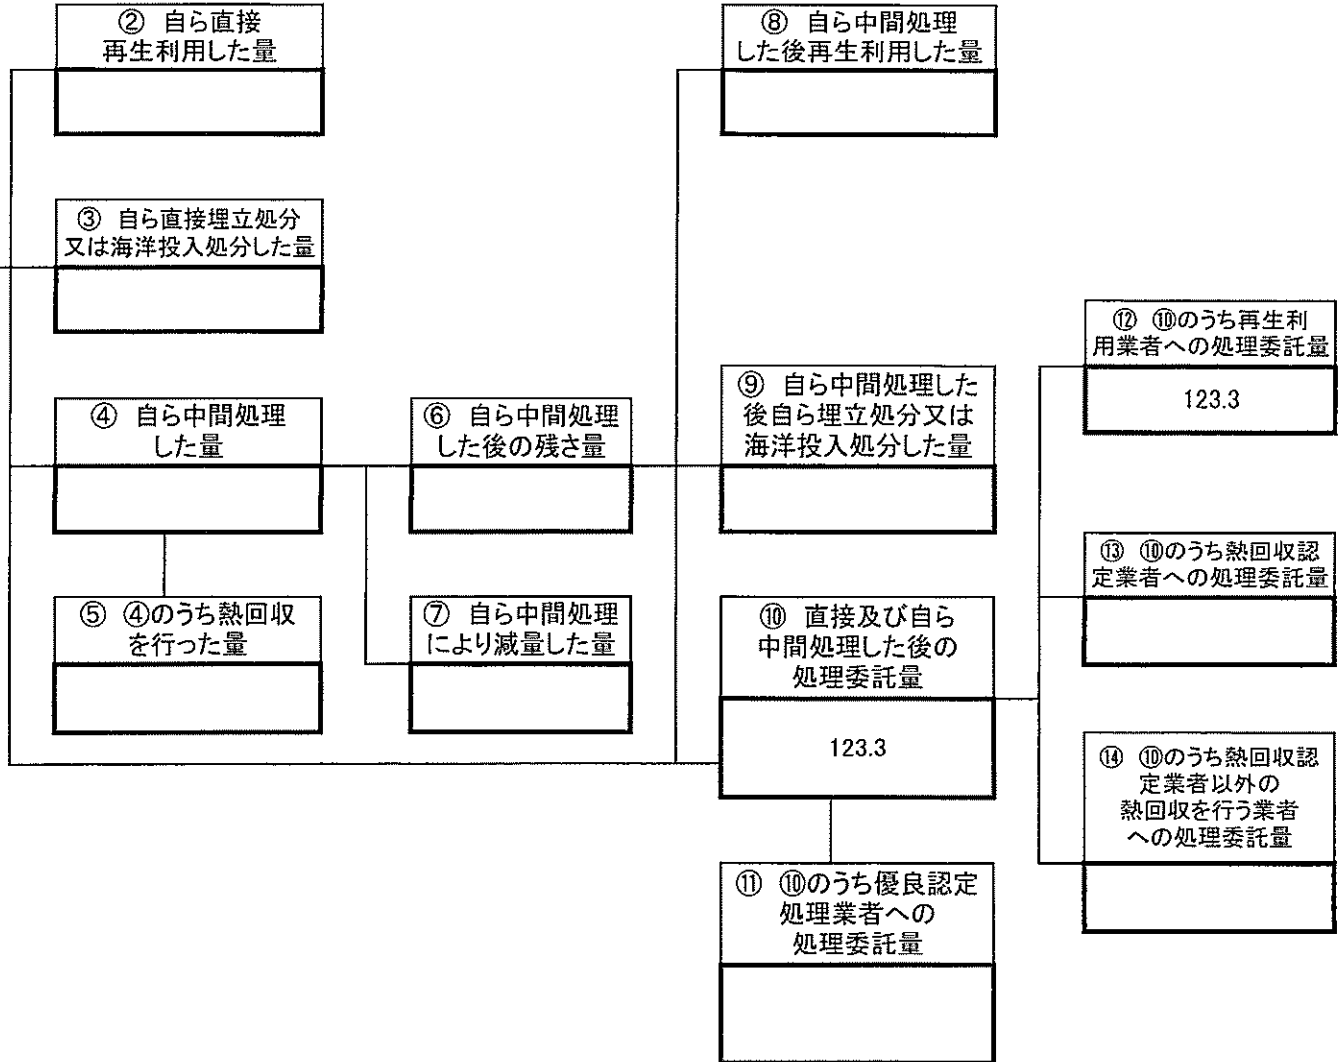 ② 自ら直接
再生利用した量
⑧ 自ら中間処理
した後再生利用した量
③ 自ら直接埋立処分
又は海洋投入処分した量
④ 自ら中間処理
した量
⑥ 自ら中間処理
した後の残さ量
⑨ 自ら中間処理した
後自ら埋立処分又は
海洋投入処分した量
⑫ ⑩のうち再生利
用業者への処理委託量
123.3
⑤ ④のうち熱回収
を行った量
⑦ 自ら中間処理
により減量した量
⑩ 直接及び自ら
中間処理した後の
処理委託量
123.3
⑬ ⑩のうち熱回収認
定業者への処理委託量
⑭ ⑩のうち熱回収認
定業者以外の
熱回収を行う業者
への処理委託量
⑪ ⑩のうち優良認定
処理業者への
処理委託量